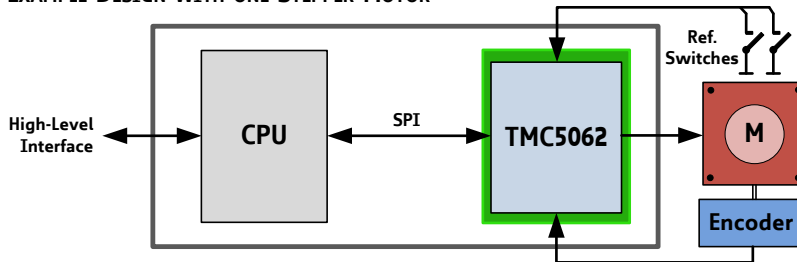 EXAMPLE DESIGN WITH ONE STEPPER MOTOR
Ref.
Switches
High-Level
Interface
CPU
SPI
TMC5062
M
Encoder